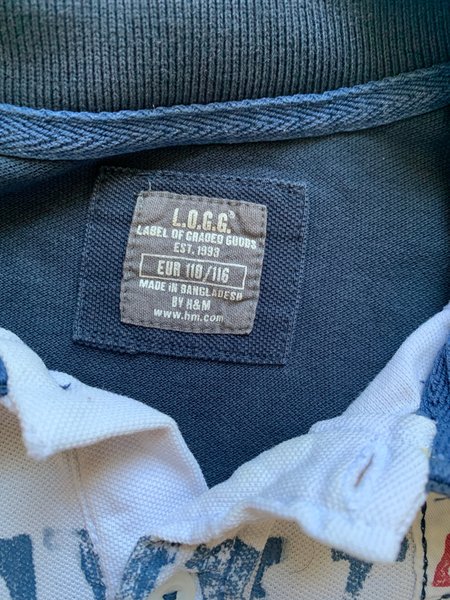 L.O.G.G.®
LABEL OF GRADED GOODS
EST. 1993
EUR 110/116
MADE IN BANGLADESH
BY H&M
www.hm.com